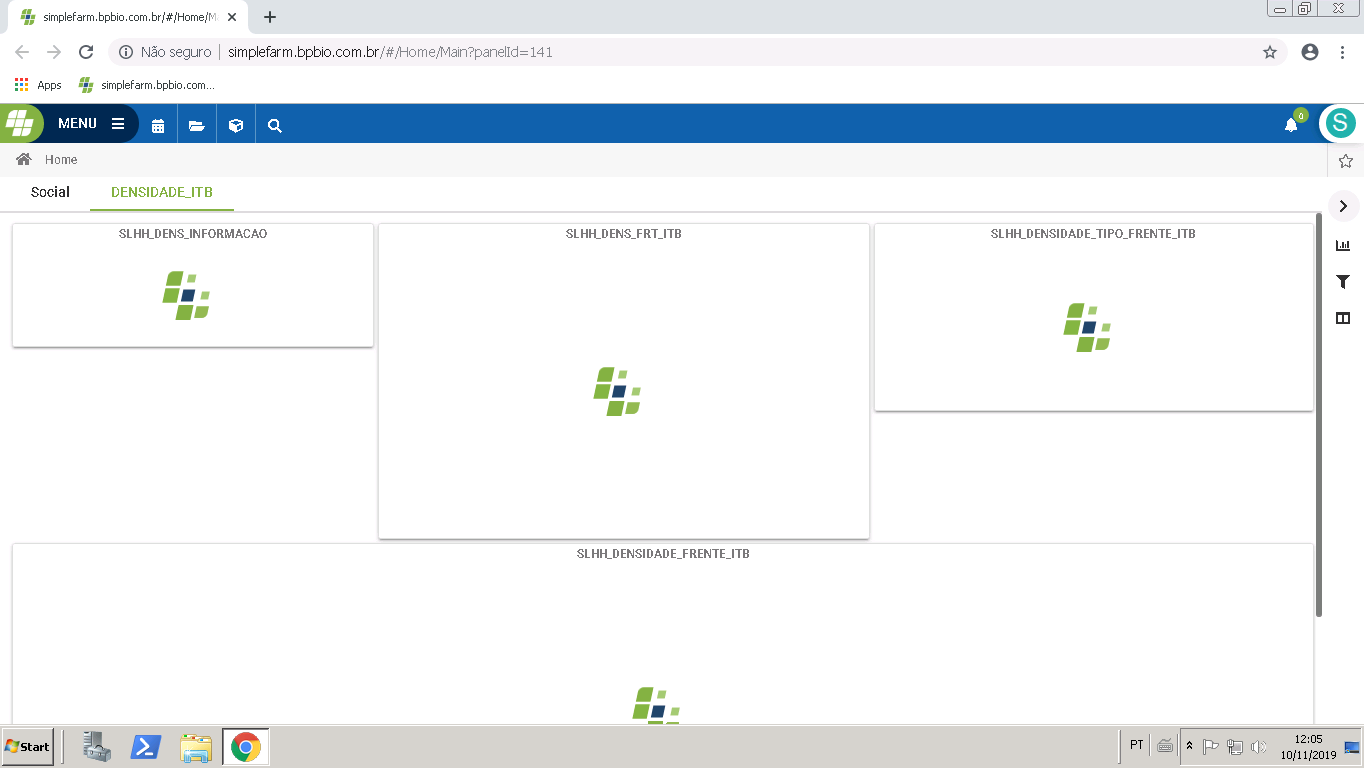 simplefarm.bpbio.com.br/#/Home/M
Não seguro | simplefarm.bpbio.com.br/#/Home/Main?panelId=141
Apps simplefarm.bpbio.com...
MENU
0
S
Home
Social DENSIDADE_ITB
SLHH_DENS_INFORMACAO
SLHH_DENS_FRT_ITB
SLHH_DENSIDADE_TIPO_FRENTE_ITB
SLHH_DENSIDADE_FRENTE_ITB
Start
PT
12:05
10/11/2019